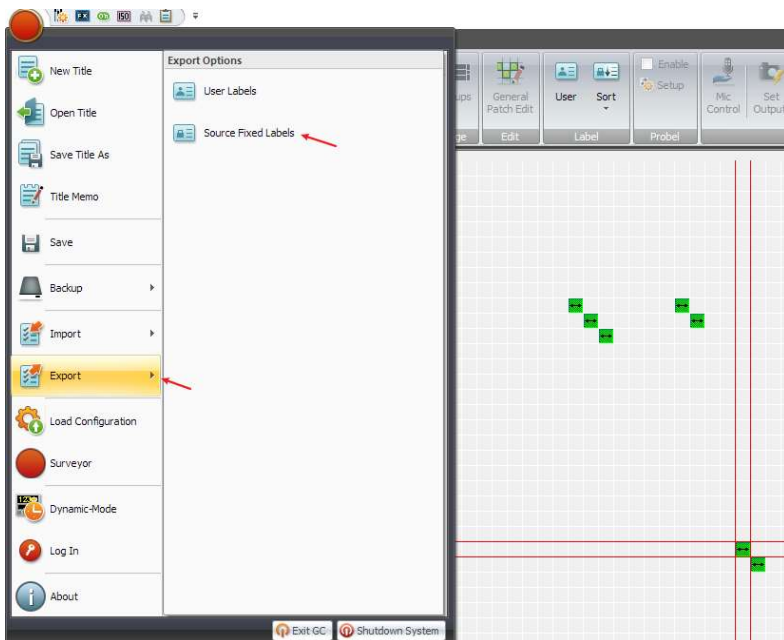 FX
ISO
New Title
Open Title
Save Title As
Title Memo
Save
Backup
Import
Export
Load Configuration
Surveyor
Dynamic-Mode
Log In
About
Export Options
User Labels
Source Fixed Labels
Exit GC
Shutdown System
General
Patch Edit
Edit
User
Sort
Label
Enable
Setup
Probel
Mic
Control
Set
Output